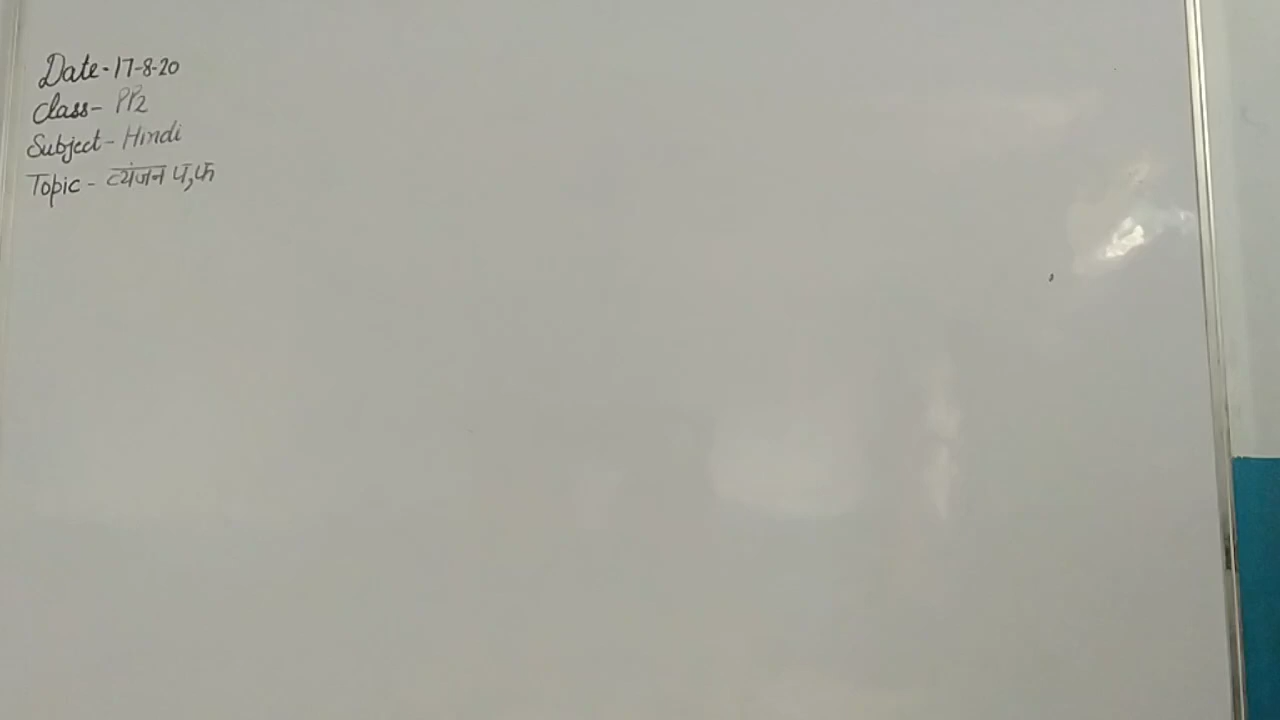 Date-17-8-20
Class- PP2
Subject- Hindi
Topic - व्यंजन प,फ